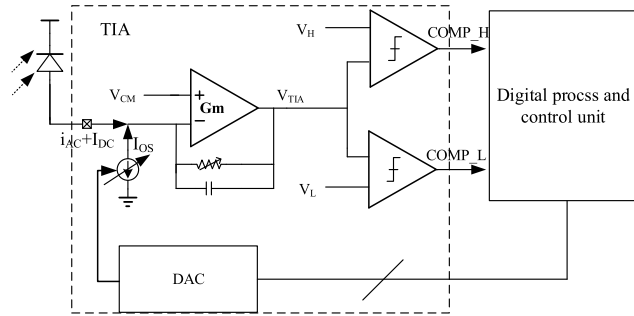 TIA
V_H
COMP_H
V_CM
+
Gm
−
V_TIA
Digital procss and
control unit
i_AC+I_DC
I_OS
V_L
COMP_L
DAC